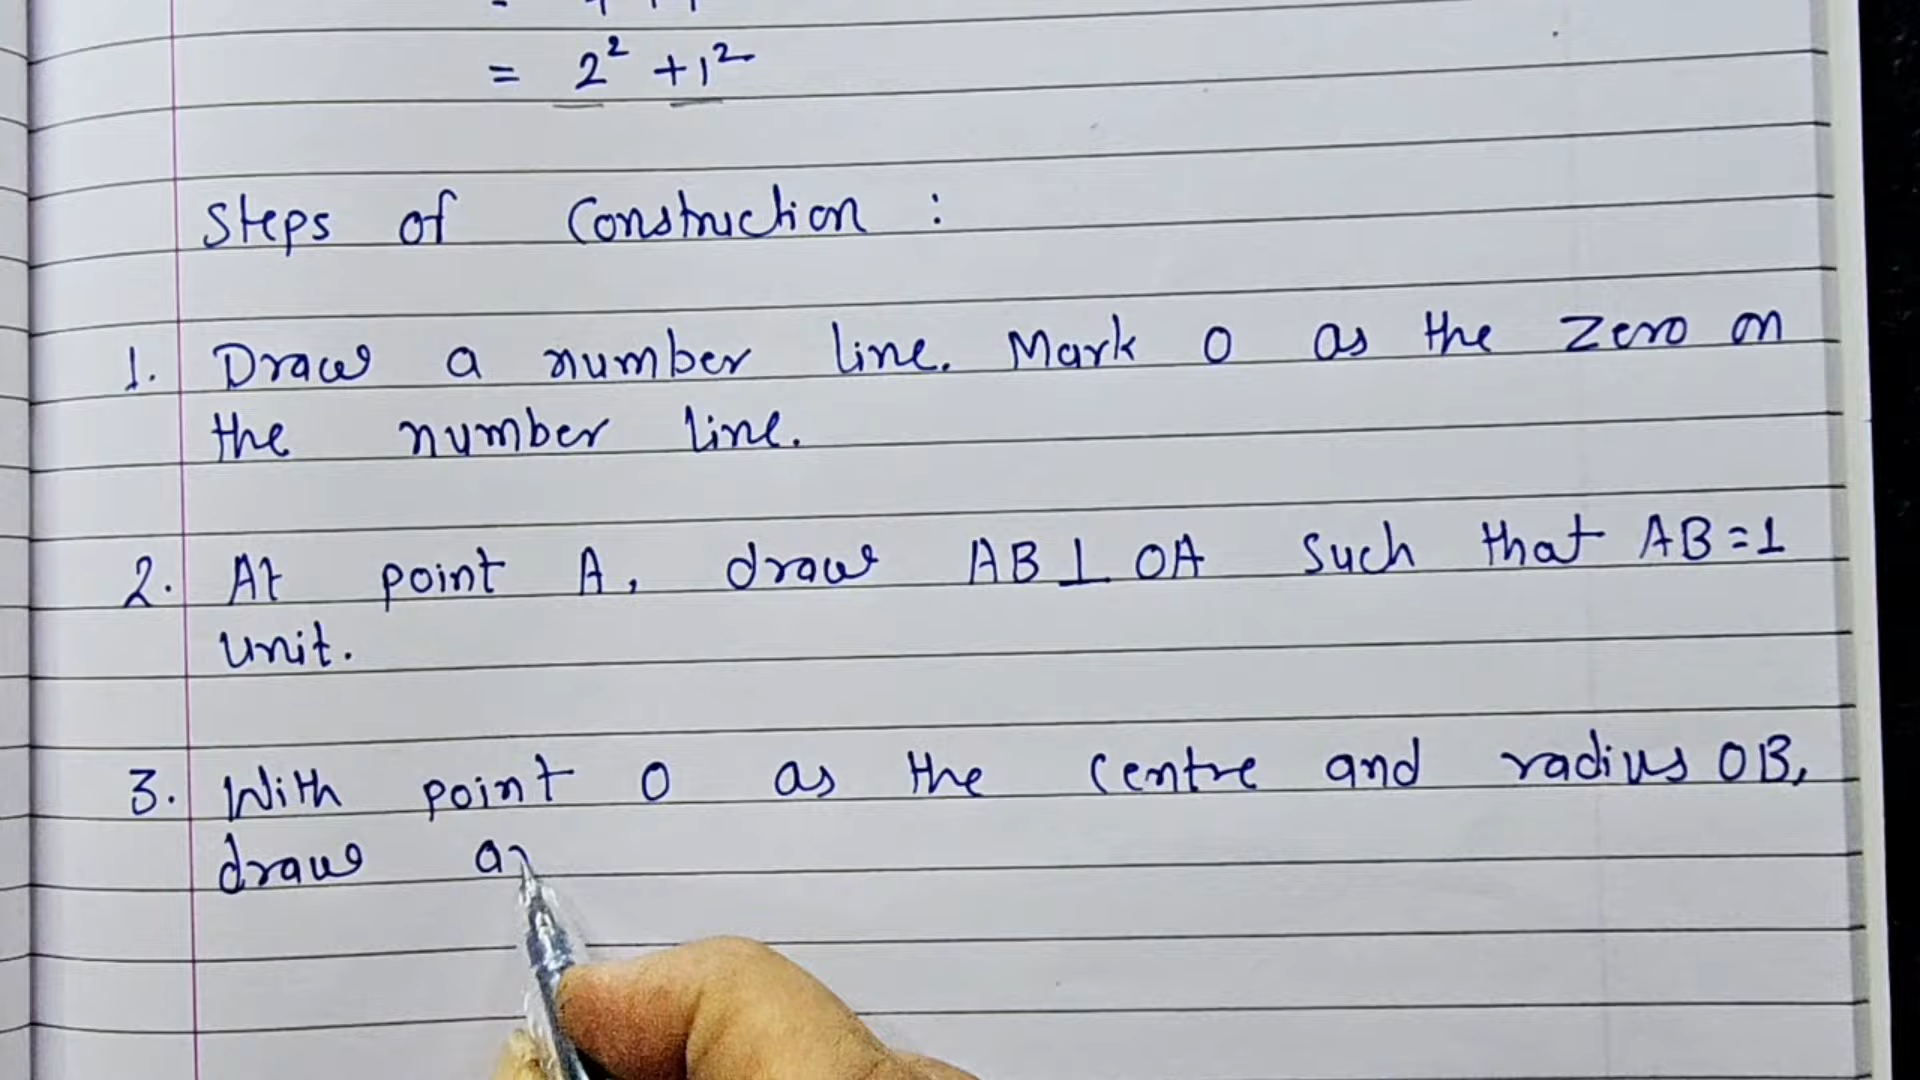 = 2² + 1²
Steps of Construction :
1. Draw a number line. Mark O as the zero on
the number line.
2. At point A, draw AB ⊥ OA such that AB = 1
unit.
3. With point O as the centre and radius OB,
draw